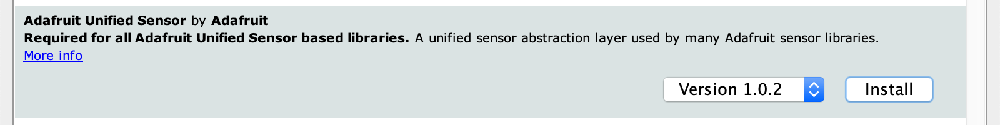 Adafruit Unified Sensor by Adafruit
Required for all Adafruit Unified Sensor based libraries. A unified sensor abstraction layer used by many Adafruit sensor libraries.
More info
Version 1.0.2 Install